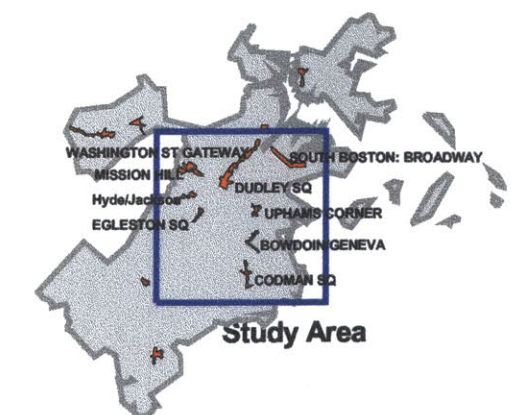 WASHINGTON ST GATEWAY
SOUTH BOSTON: BROADWAY
MISSION HILL
DUDLEY SQ
Hyde/Jackson
UPHAMS CORNER
EGLESTON SQ
BOWDOIN/GENEVA
CODMAN SQ
Study Area